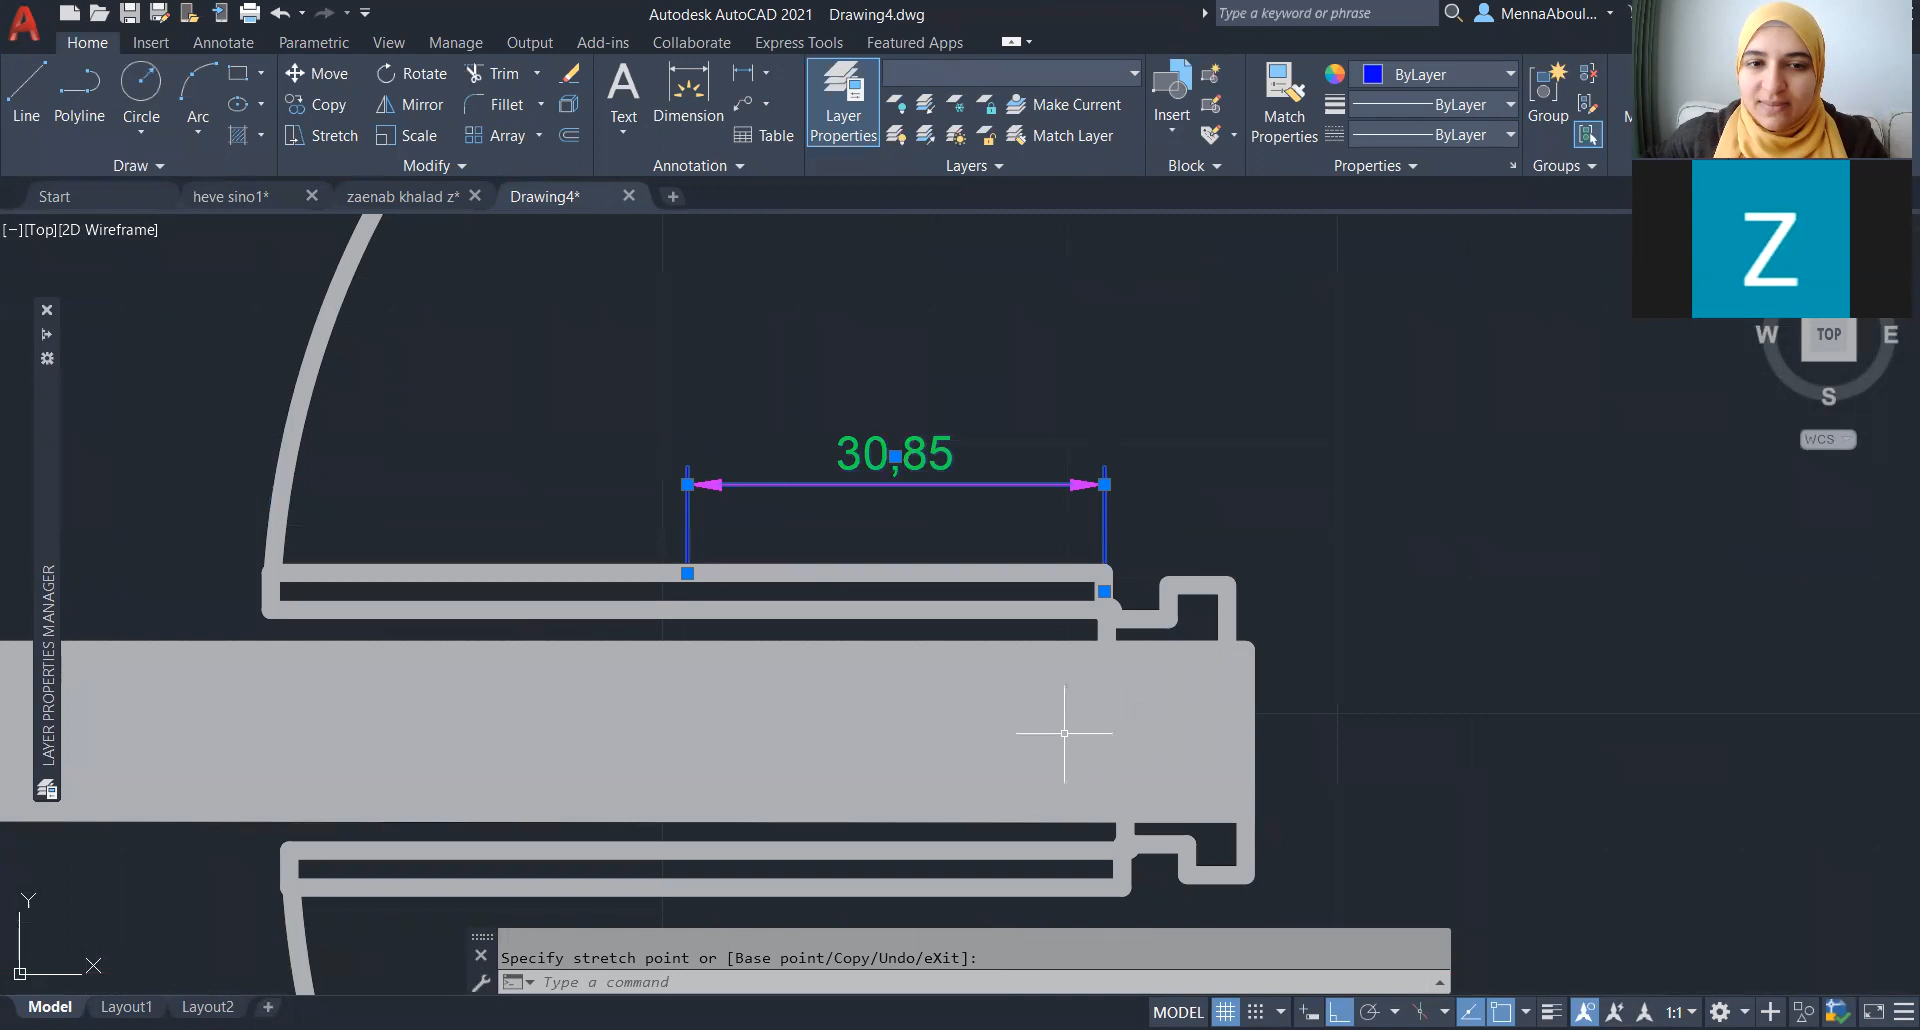 Autodesk AutoCAD 2021 Drawing4.dwg
Type a keyword or phrase
MennaAboul...
Home Insert Annotate Parametric View Manage Output Add-ins Collaborate Express Tools Featured Apps
Line Polyline Circle Arc
Move Rotate Trim
Copy Mirror Fillet
Stretch Scale Array
Text Dimension Table
Layer Properties
Make Current
Match Layer
Insert
Match Properties
ByLayer
ByLayer
ByLayer
Group
M
Draw Modify Annotation Layers Block Properties Groups
Start heve sino1* zaenab khalad z* Drawing4*
[−][Top][2D Wireframe]
Z
W TOP E
S
WCS
30,85
LAYER PROPERTIES MANAGER
Y
X
Specify stretch point or [Base point/Copy/Undo/eXit]:
Type a command
Model Layout1 Layout2
MODEL 1:1